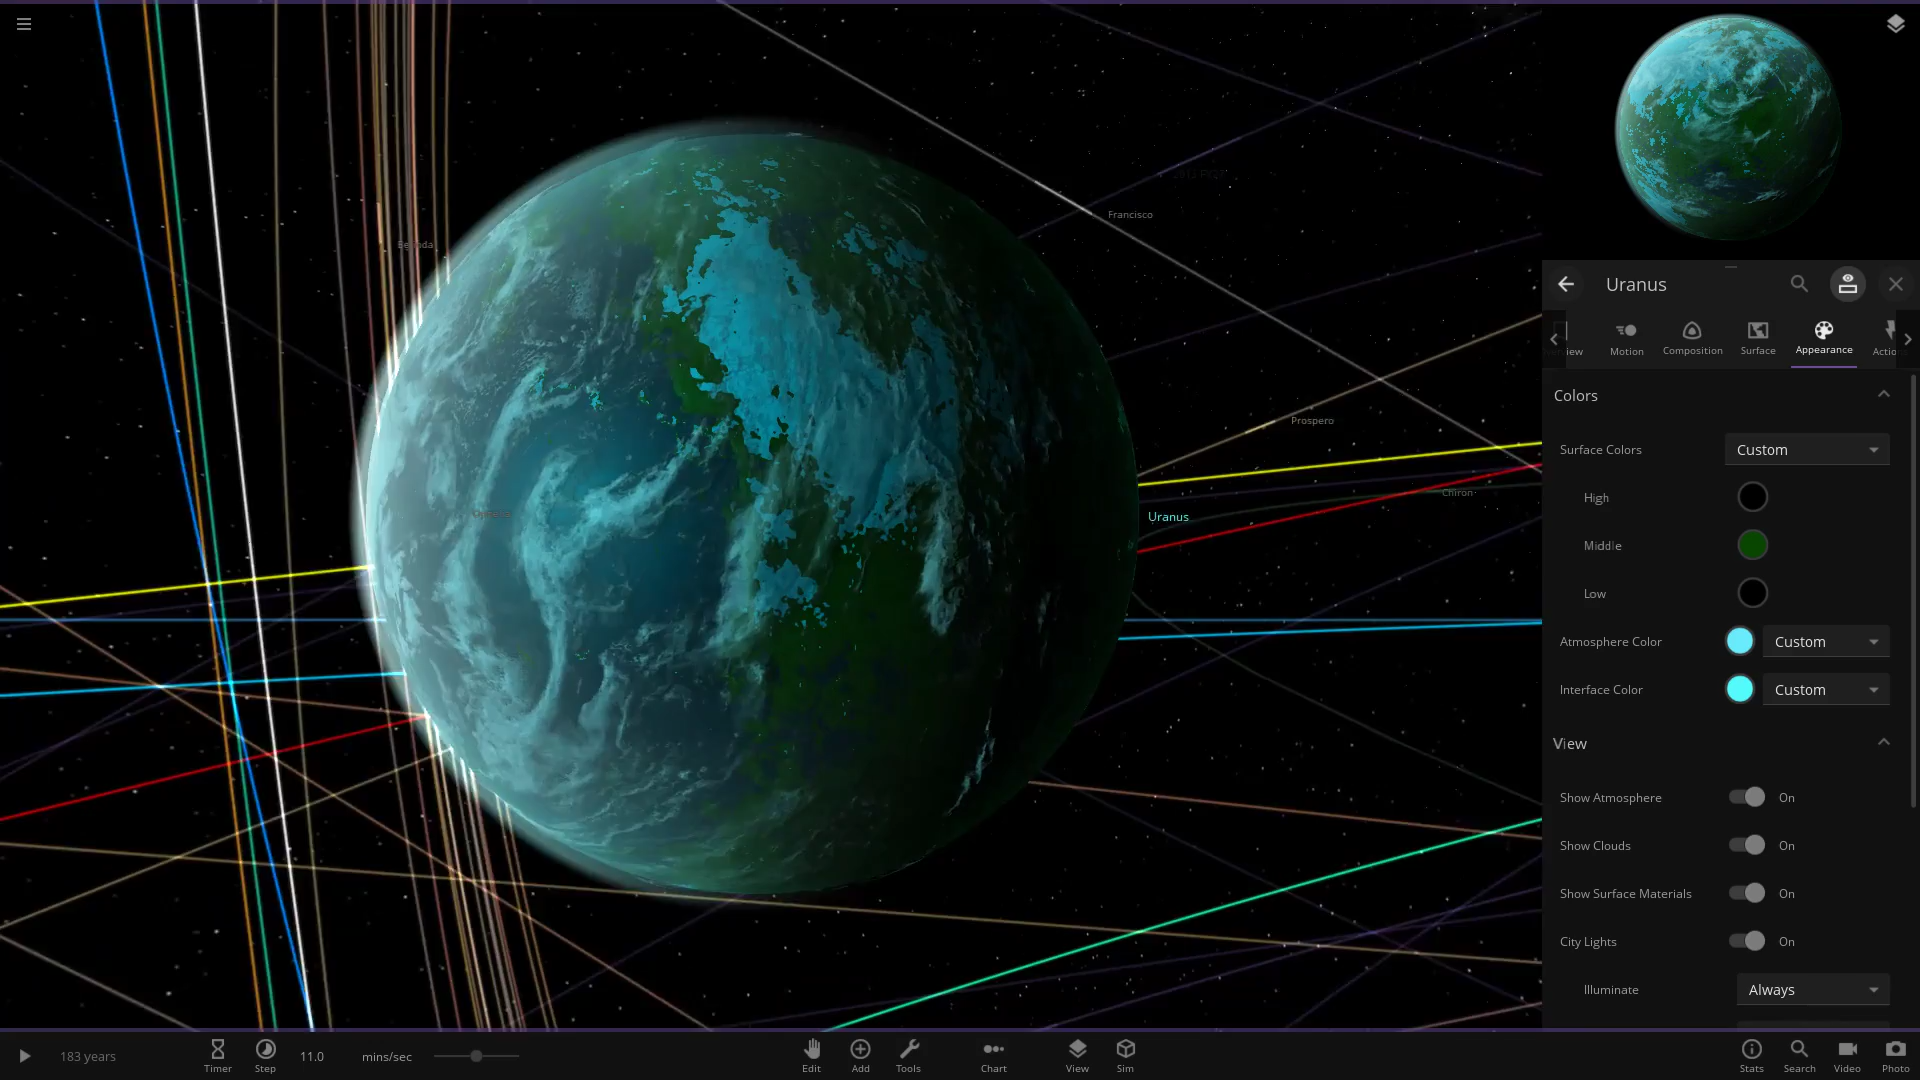 Francisco
Prospero
Chiron
Uranus
Uranus
Motion
Composition
Surface
Appearance
Colors
Surface Colors
Custom
High
Middle
Low
Atmosphere Color
Custom
Interface Color
Custom
View
Show Atmosphere
On
Show Clouds
On
Show Surface Materials
On
City Lights
On
Illuminate
Always
183 years
Timer
Step
11.0
mins/sec
Edit
Add
Tools
Chart
View
Sim
Stats
Search
Video
Photo